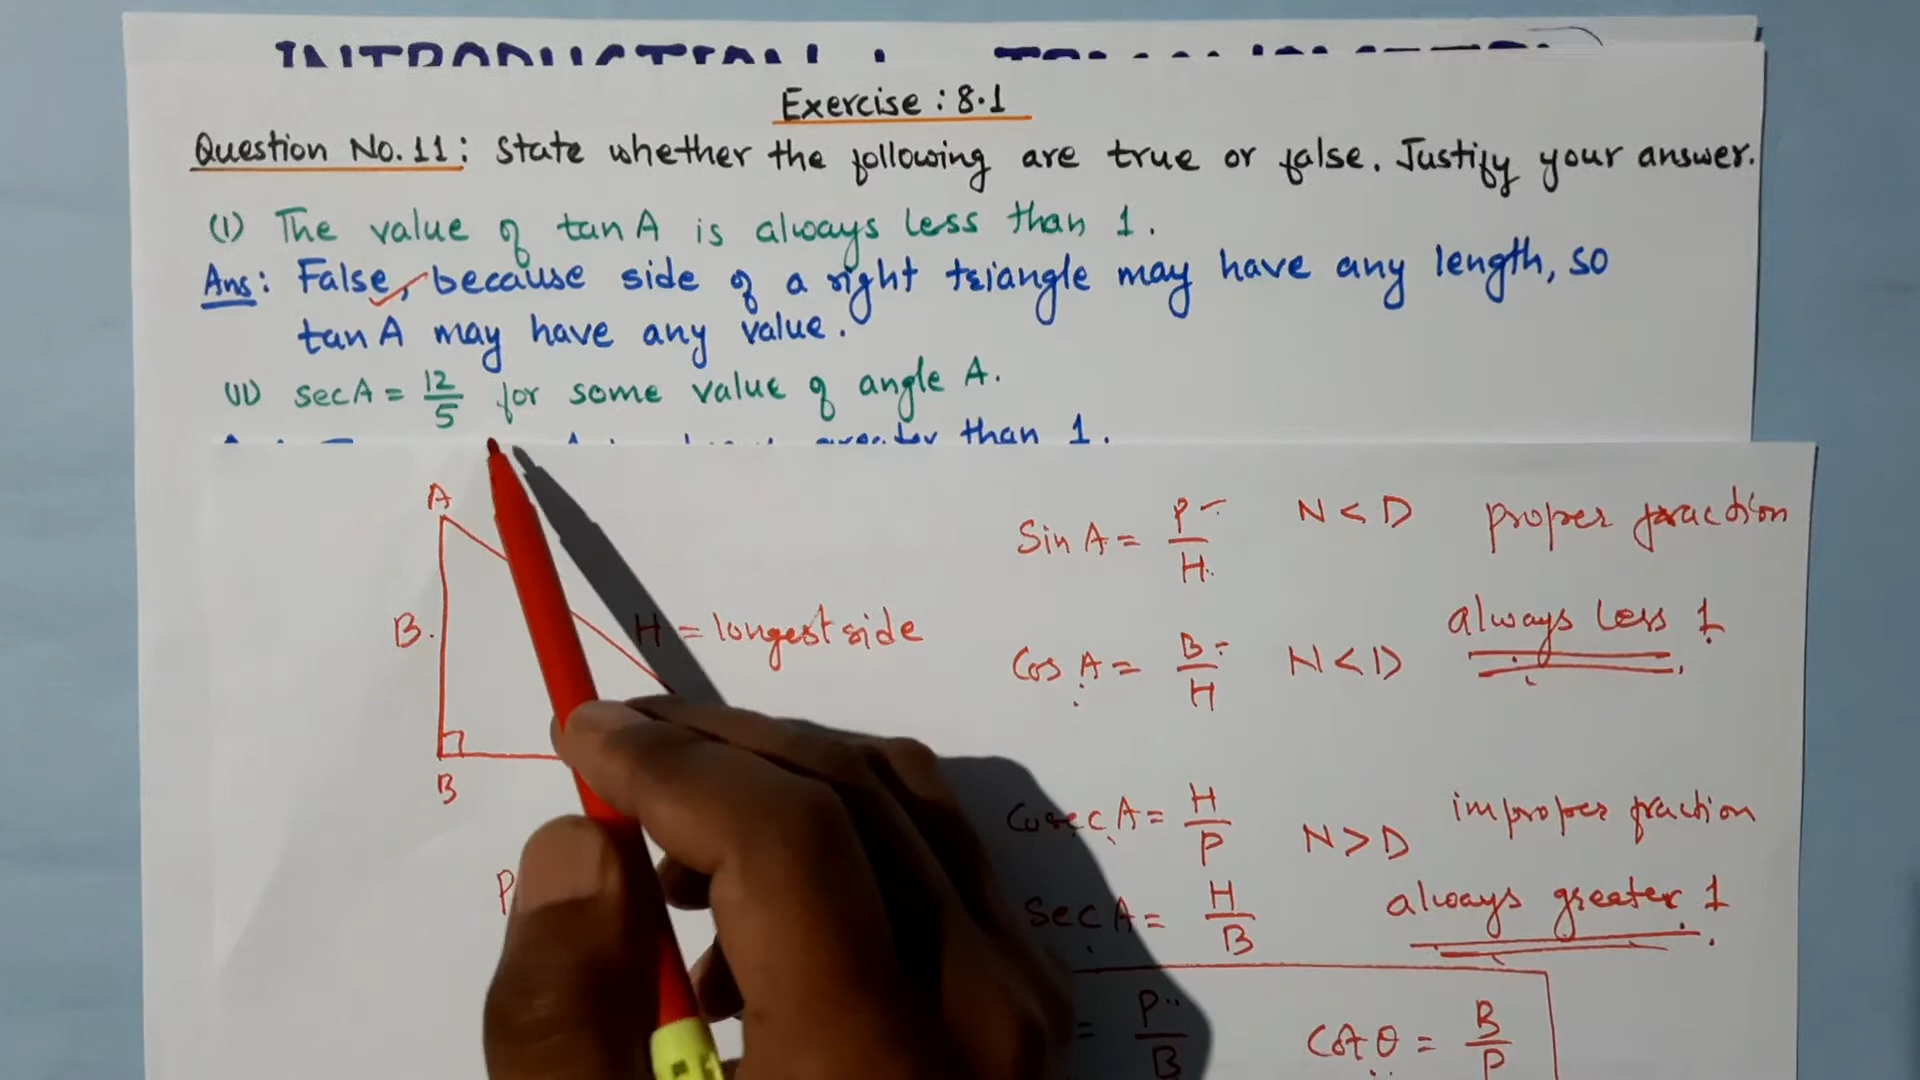 Exercise : 8.1
Question No. 11 : State whether the following are true or false. Justify your answer.
(I) The value of tan A is always less than 1.
Ans : False, because side of a right triangle may have any length, so
tan A may have any value.
(II) sec A = 12/5 for some value of angle A.
greater than 1.
A
B
H = longest side
B
P
Sin A = P/H N < D proper fraction
Cos A = B/H N < D always less 1
Cosec A = H/P N > D improper fraction
Sec A = H/B always greater 1
= P/B Cot θ = B/P